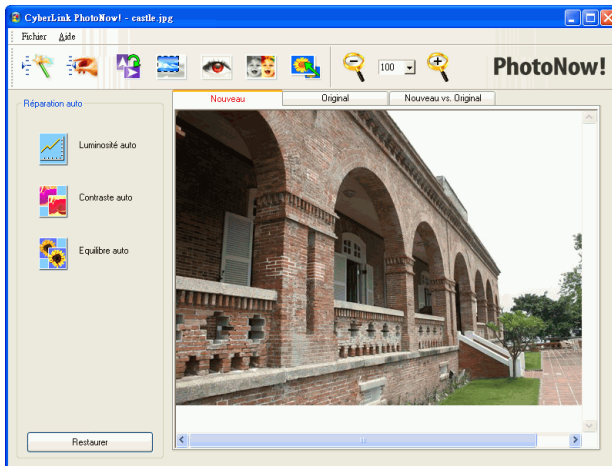 CyberLink PhotoNow! - castle.jpg
Fichier Aide
100
PhotoNow!
Réparation auto
Nouveau Original Nouveau vs. Original
Luminosité auto
Contraste auto
Equilibre auto
Restaurer